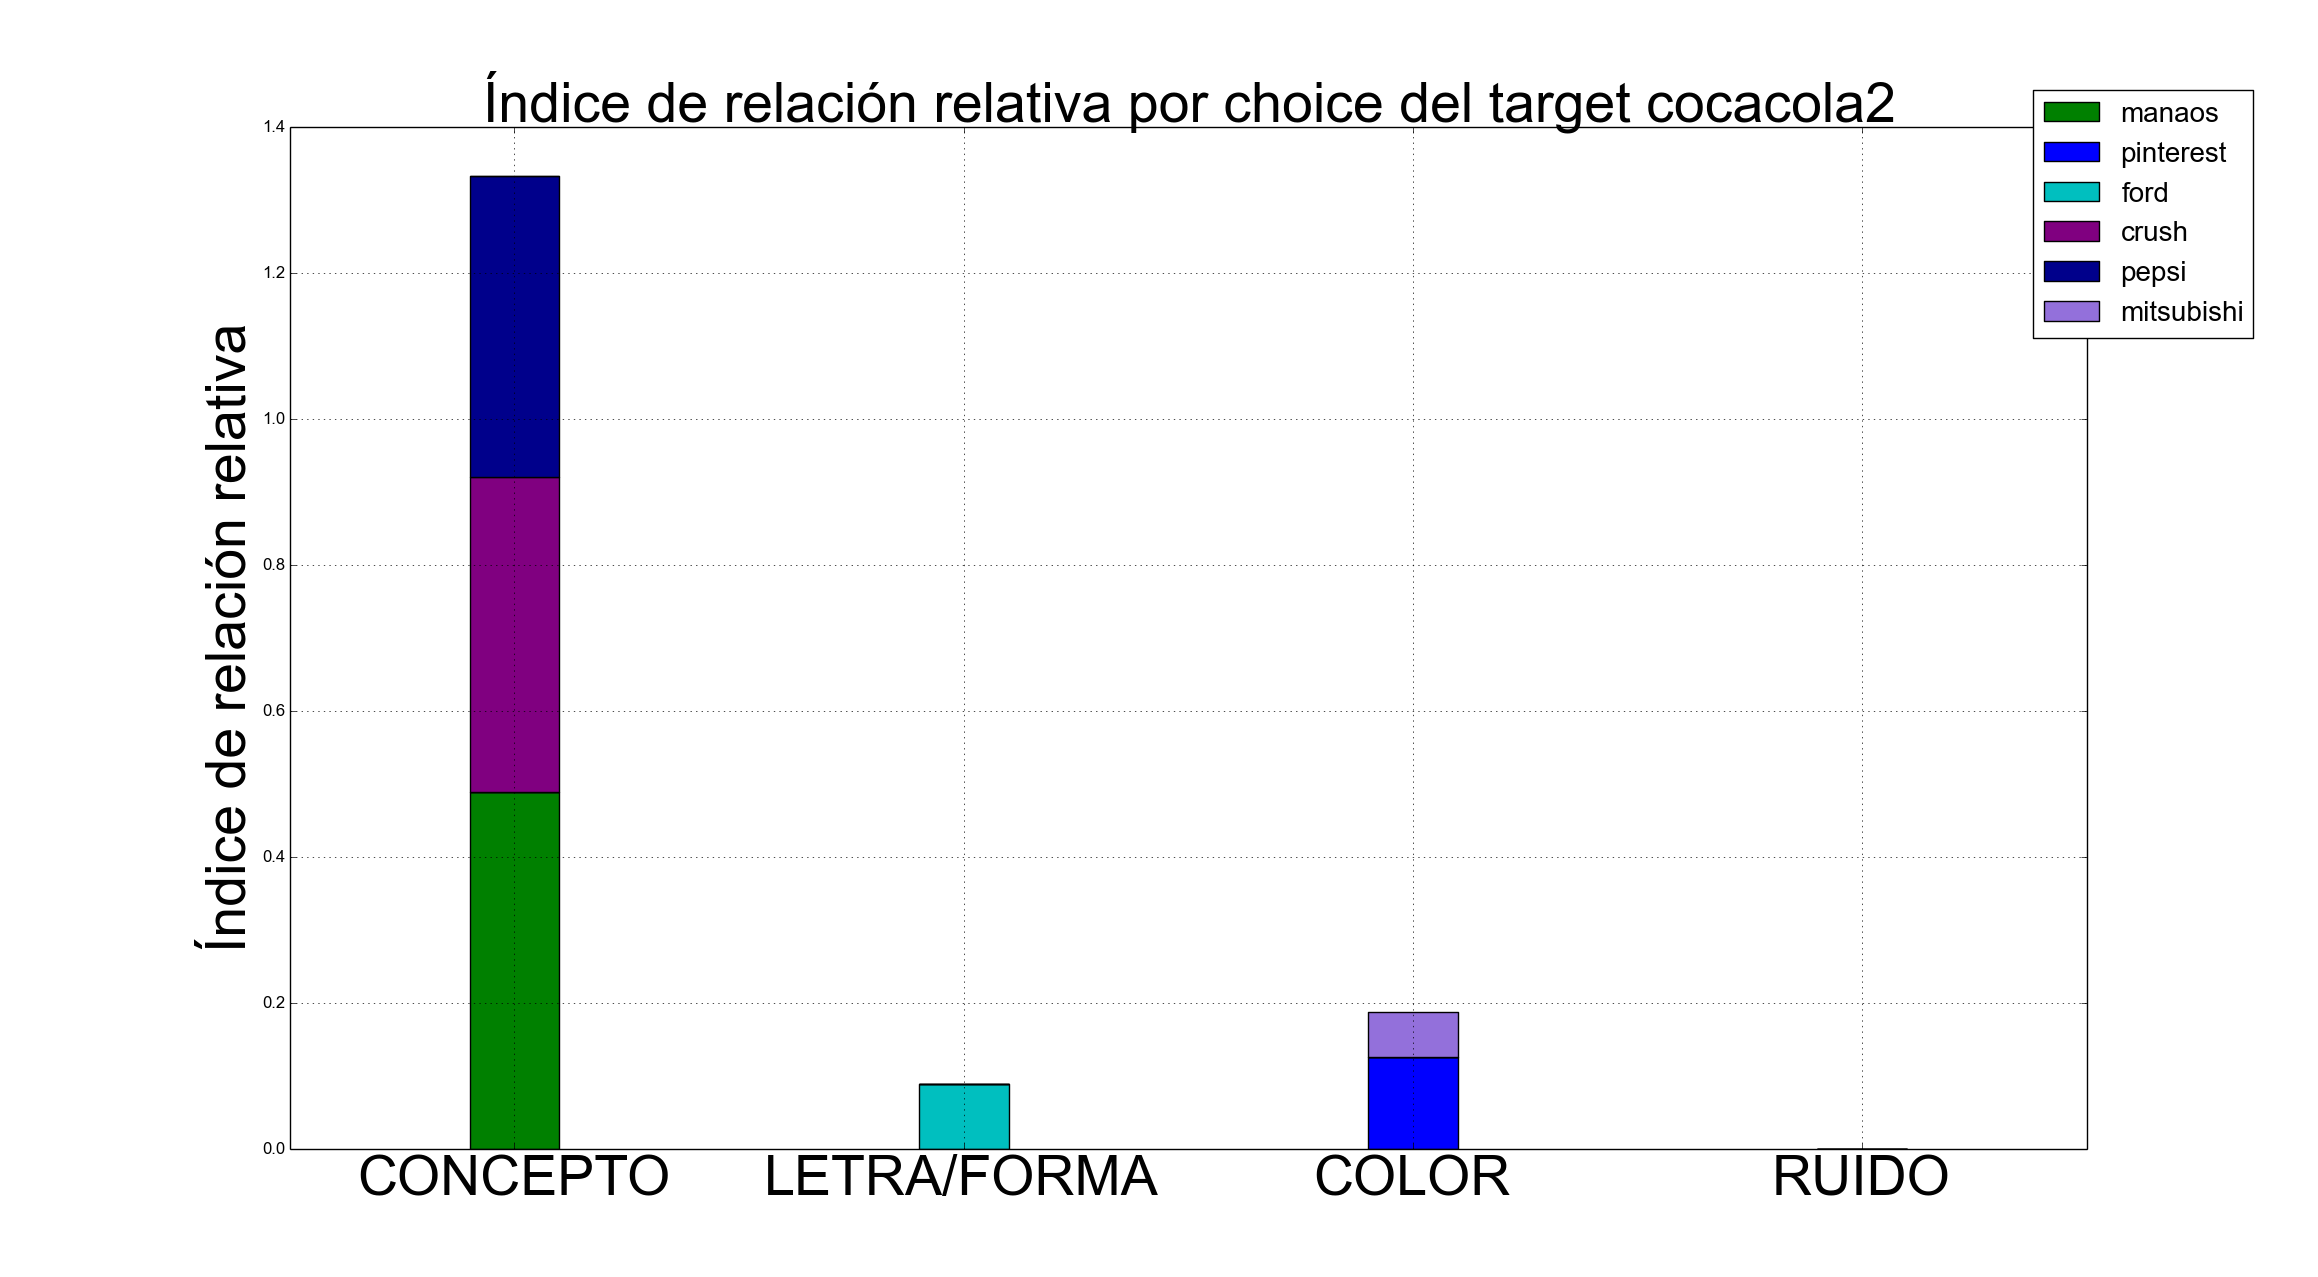 Índice de relación relativa por choice del target cocacola2
manaos
pinterest
ford
crush
pepsi
mitsubishi
Índice de relación relativa
1.4
1.2
1.0
0.8
0.6
0.4
0.2
0.0
CONCEPTO LETRA/FORMA COLOR RUIDO